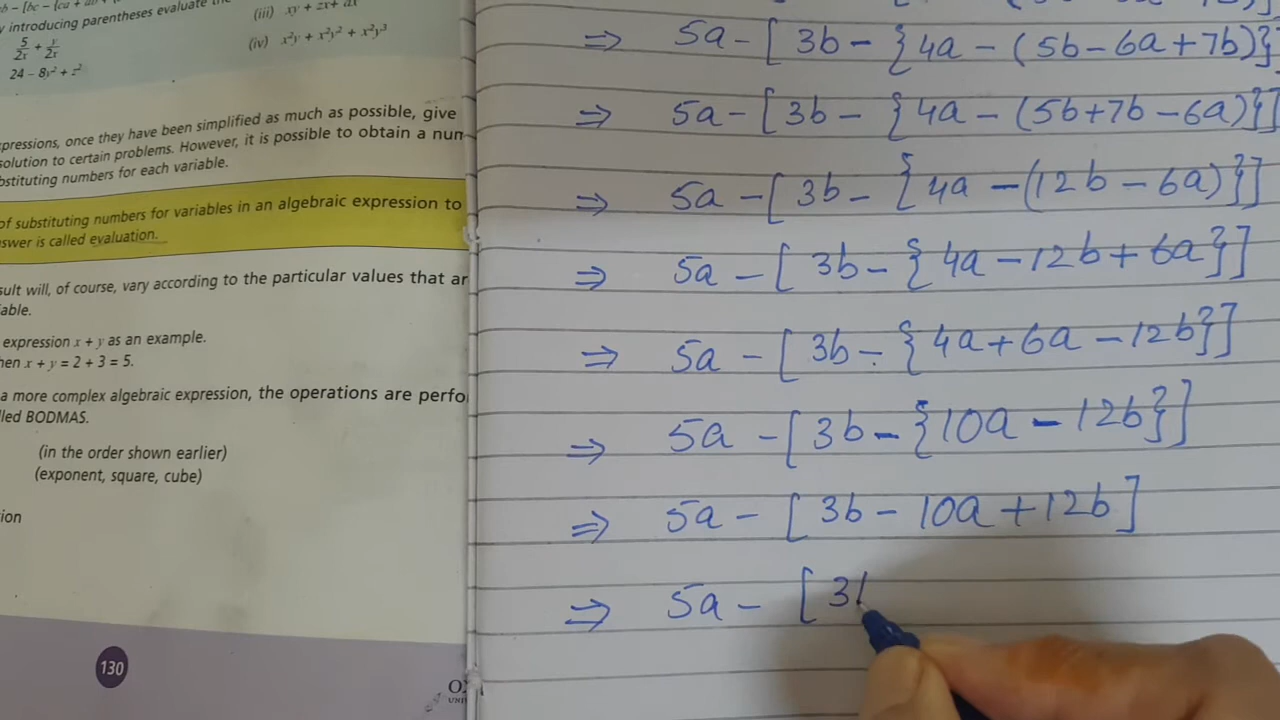 y introducing parentheses evaluate the
5/2x + y/2x
24 – 8y² + z²
(iii) xy + zx +
(iv) x²y + x²y² + x²y³
pressions, once they have been simplified as much as possible, give
solution to certain problems. However, it is possible to obtain a num
bstituting numbers for each variable.
of substituting numbers for variables in an algebraic expression to
nswer is called evaluation.
sult will, of course, vary according to the particular values that ar
iable.
expression x + y as an example.
hen x + y = 2 + 3 = 5.
a more complex algebraic expression, the operations are perfo
lled BODMAS.
(in the order shown earlier)
(exponent, square, cube)
ion
130
⇒ 5a – [ 3b – {4a – (5b – 6a + 7b)}
⇒ 5a – [3b – {4a – (5b + 7b – 6a)}]
⇒ 5a – [3b – {4a – (12b – 6a)}]
⇒ 5a – [3b – {4a – 12b + 6a}]
⇒ 5a – [3b – {4a + 6a – 12b}]
⇒ 5a – [3b – {10a – 12b}]
⇒ 5a – [3b – 10a + 12b]
⇒ 5a – [3